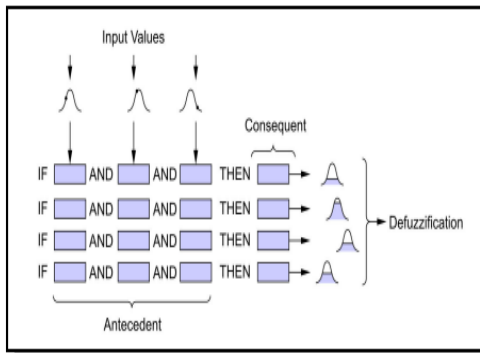 Input Values
Consequent
IF AND AND THEN
IF AND AND THEN
Defuzzification
IF AND AND THEN
IF AND AND THEN
Antecedent